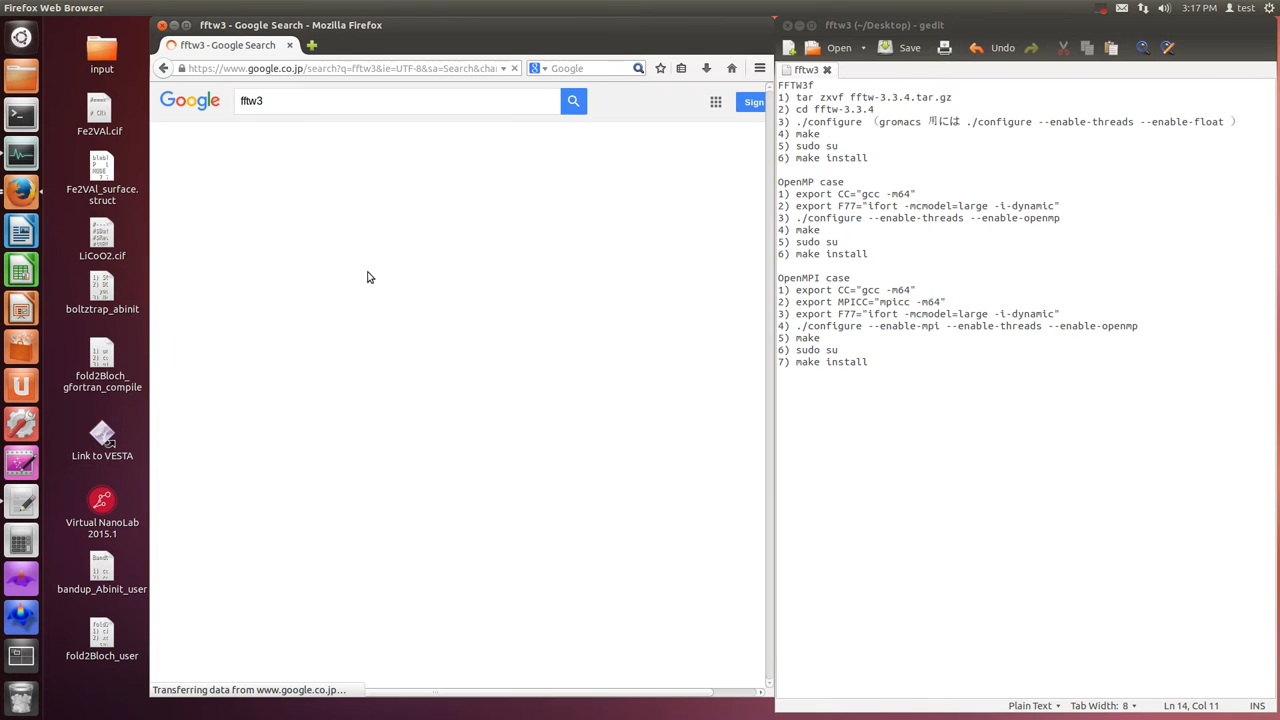 Firefox Web Browser
3:17 PM
test
fftw3 - Google Search - Mozilla Firefox
fftw3 - Google Search
https://www.google.co.jp/search?q=fftw3&ie=UTF-8&sa=Search&cha
Google
Google
fftw3
Sign
Transferring data from www.google.co.jp...
input
Fe2VAl.cif
Fe2VAl_surface.
struct
LiCoO2.cif
boltztrap_abinit
fold2Bloch_
gfortran_compile
Link to VESTA
Virtual NanoLab
2015.1
bandup_Abinit_user
fold2Bloch_user
fftw3 (~/Desktop) - gedit
Open
Save
Undo
fftw3
FFTW3f
1) tar zxvf fftw-3.3.4.tar.gz
2) cd fftw-3.3.4
3) ./configure （gromacs 用には ./configure --enable-threads --enable-float ）
4) make
5) sudo su
6) make install
OpenMP case
1) export CC="gcc -m64"
2) export F77="ifort -mcmodel=large -i-dynamic"
3) ./configure --enable-threads --enable-openmp
4) make
5) sudo su
6) make install
OpenMPI case
1) export CC="gcc -m64"
2) export MPICC="mpicc -m64"
3) export F77="ifort -mcmodel=large -i-dynamic"
4) ./configure --enable-mpi --enable-threads --enable-openmp
5) make
6) sudo su
7) make install
Plain Text
Tab Width: 8
Ln 14, Col 11
INS